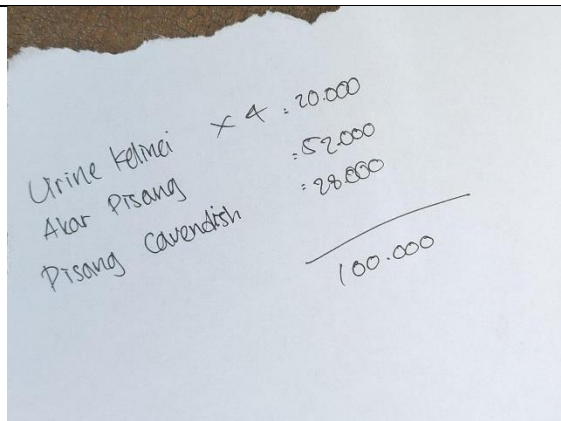 Urine Kelinci x 4 : 20.000
Akar Pisang : 52.000
Pisang Cavendish : 28.000
100.000